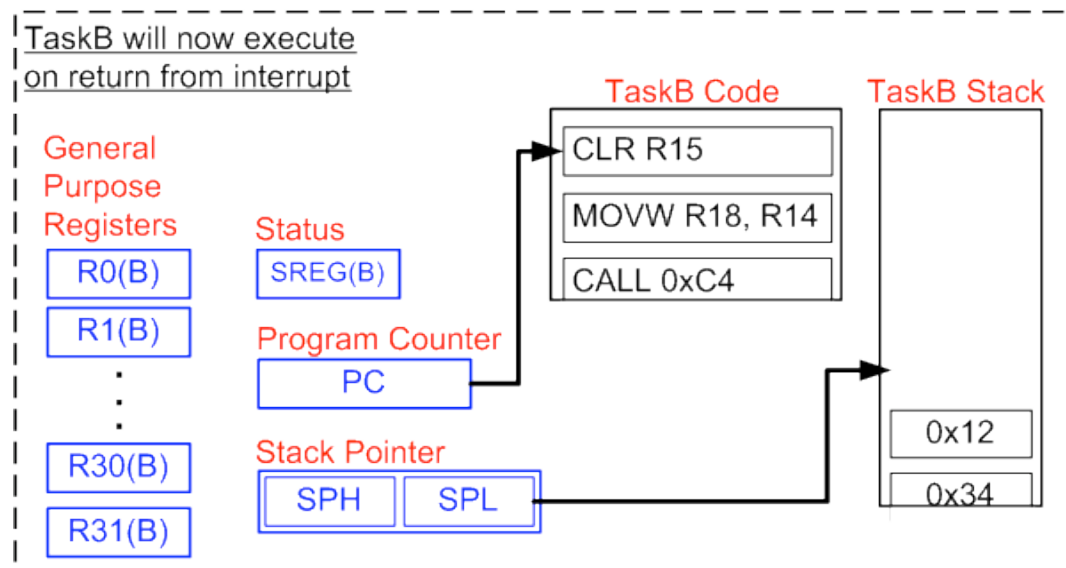 TaskB will now execute
on return from interrupt
TaskB Code
TaskB Stack
General
Purpose
Registers
CLR R15
MOVW R18, R14
CALL 0xC4
Status
R0(B)
SREG(B)
R1(B)
Program Counter
PC
.
.
.
Stack Pointer
R30(B)
SPH
SPL
R31(B)
0x12
0x34